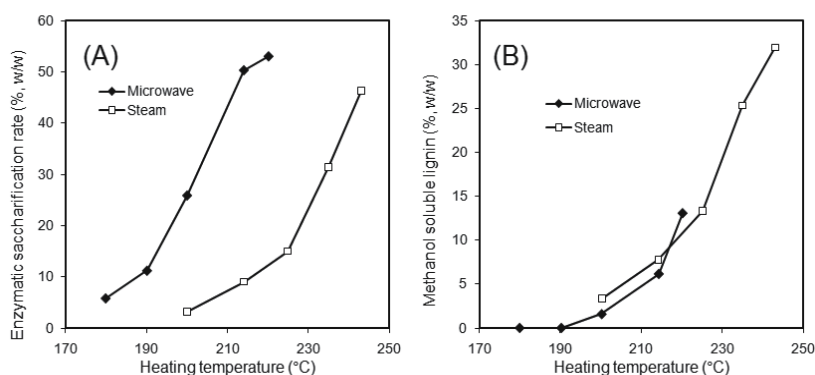 (A)
Microwave
Steam
Enzymatic saccharification rate (%, w/w)
60
50
40
30
20
10
0
170
190
210
230
250
Heating temperature (°C)
(B)
Microwave
Steam
Methanol soluble lignin (%, w/w)
35
30
25
20
15
10
5
0
170
190
210
230
250
Heating temperature (°C)